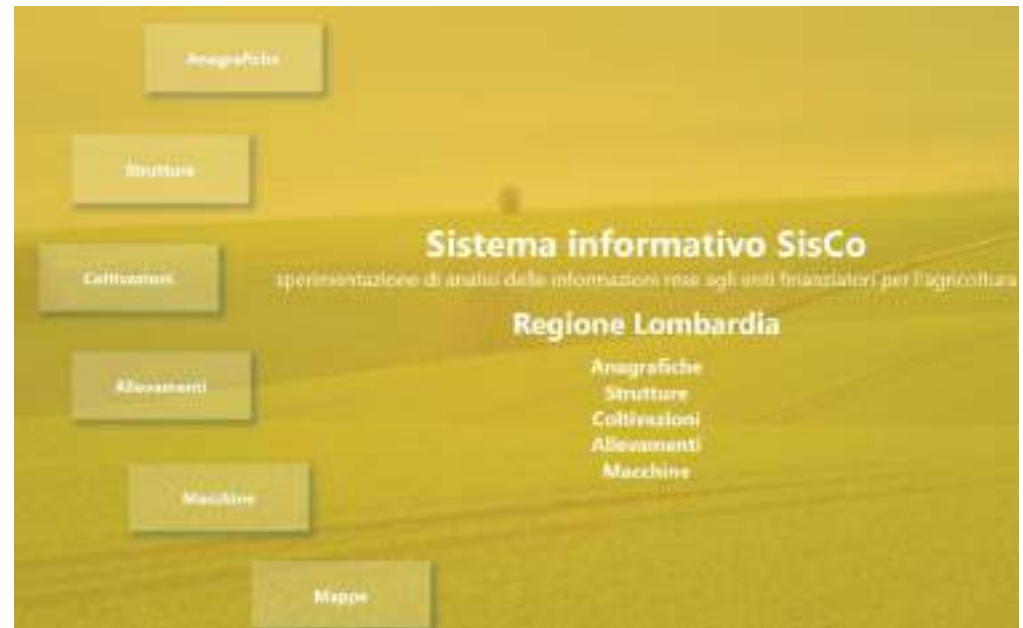 Anagrafiche
Strutture
Coltivazioni
Allevamenti
Macchine
Mappe
Sistema informativo SisCo
sperimentazione di analisi delle informazioni rese agli enti finanziatori per l'agricoltura
Regione Lombardia
Anagrafiche
Strutture
Coltivazioni
Allevamenti
Macchine